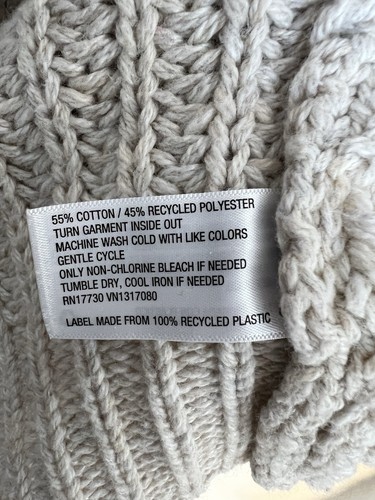 55% COTTON / 45% RECYCLED POLYESTER
TURN GARMENT INSIDE OUT
MACHINE WASH COLD WITH LIKE COLORS
GENTLE CYCLE
ONLY NON-CHLORINE BLEACH IF NEEDED
TUMBLE DRY, COOL IRON IF NEEDED
RN17730 VN1317080
LABEL MADE FROM 100% RECYCLED PLASTIC